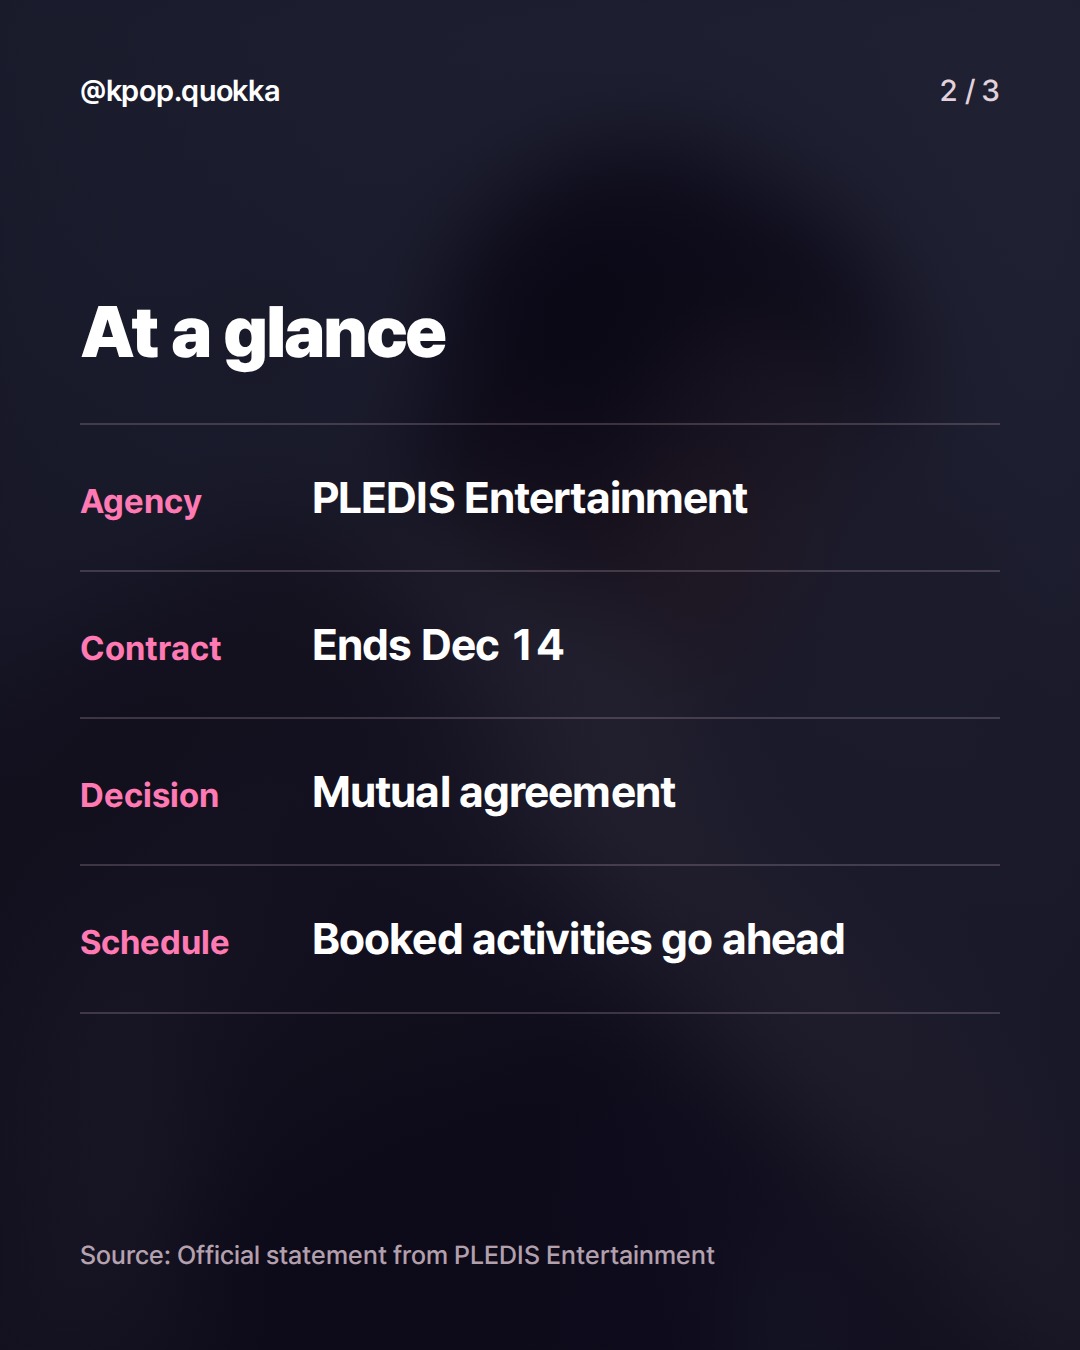 @kpop.quokka
2 / 3
At a glance
Agency
PLEDIS Entertainment
Contract
Ends Dec 14
Decision
Mutual agreement
Schedule
Booked activities go ahead
Source: Official statement from PLEDIS Entertainment